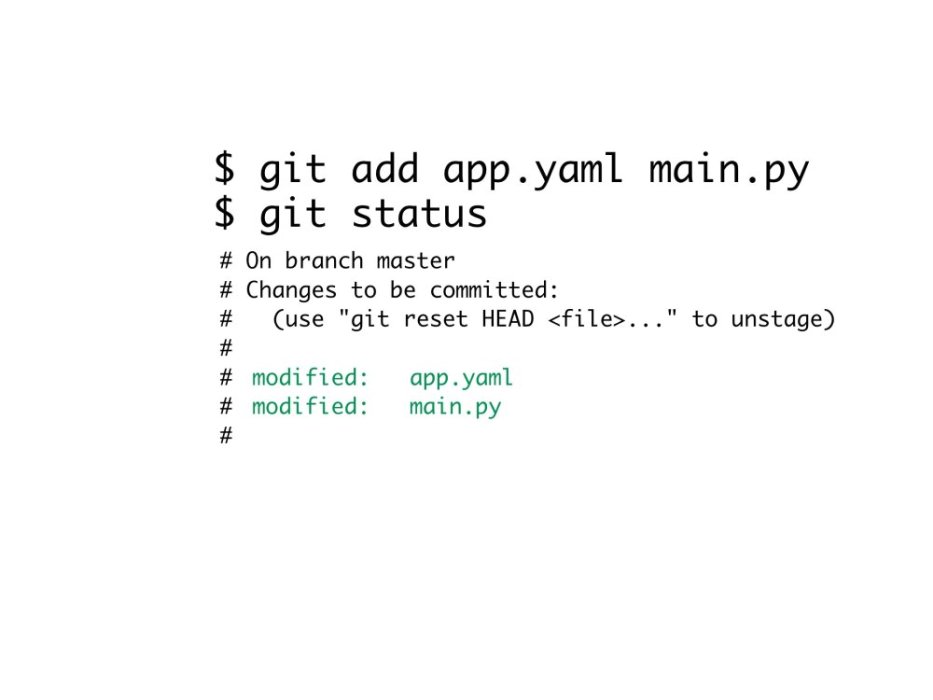 $ git add app.yaml main.py
$ git status
# On branch master
# Changes to be committed:
#   (use "git reset HEAD <file>..." to unstage)
#
# modified:   app.yaml
# modified:   main.py
#